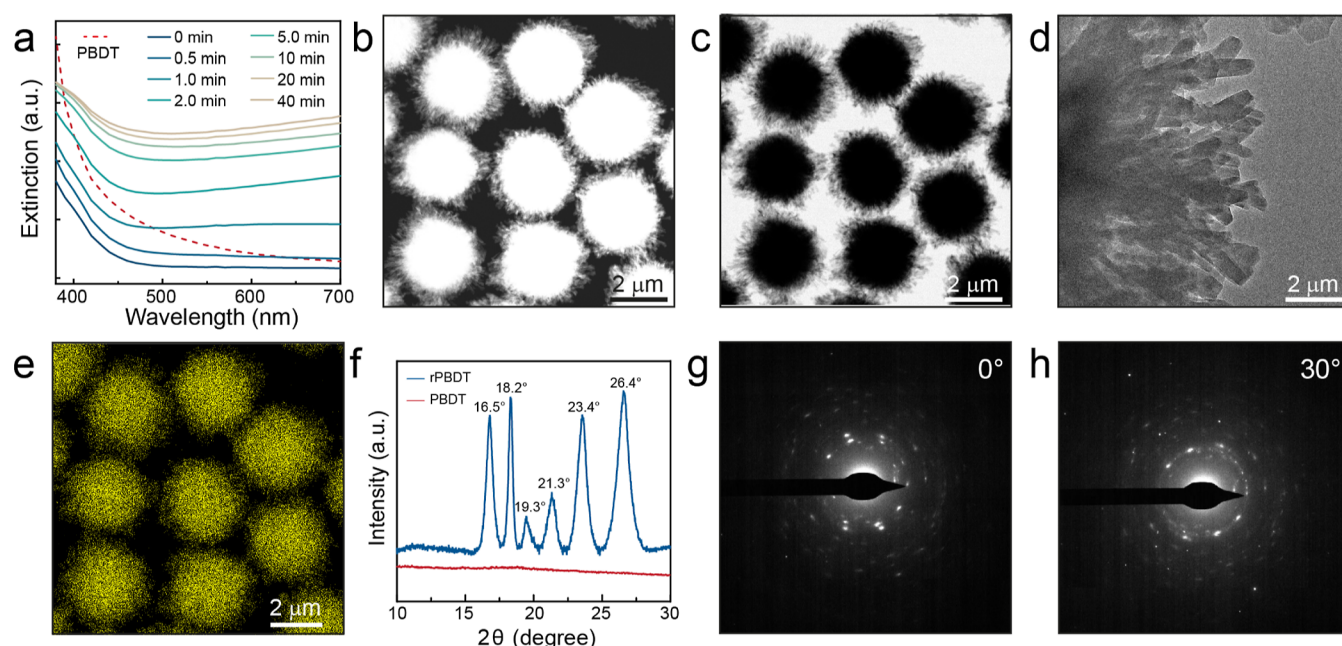 a
PBDT
0 min
0.5 min
1.0 min
2.0 min
5.0 min
10 min
20 min
40 min
Extinction (a.u.)
400
500
600
700
Wavelength (nm)
b
2 μm
c
2 μm
d
2 μm
e
2 μm
f
rPBDT
PBDT
16.5°
18.2°
19.3°
21.3°
23.4°
26.4°
Intensity (a.u.)
10
15
20
25
30
2θ (degree)
g
0°
h
30°